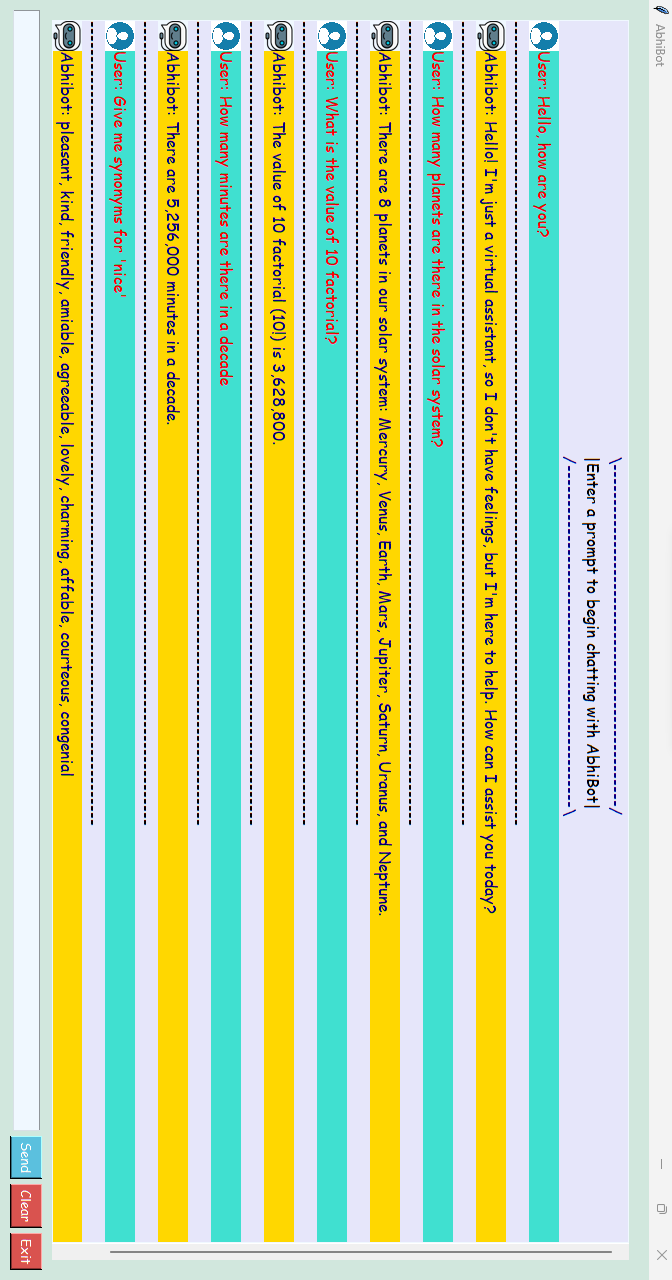 AbhiBot
\-----------------------------------------/
|Enter a prompt to begin chatting with AbhiBot|
/-----------------------------------------\
User: Hello, how are you?
Abhibot: Hello! I'm just a virtual assistant, so I don't have feelings, but I'm here to help. How can I assist you today?
User: How many planets are there in the solar system?
Abhibot: There are 8 planets in our solar system: Mercury, Venus, Earth, Mars, Jupiter, Saturn, Uranus, and Neptune.
User: What is the value of 10 factorial?
Abhibot: The value of 10 factorial (10!) is 3,628,800.
User: How many minutes are there in a decade
Abhibot: There are 5,256,000 minutes in a decade.
User: Give me synonyms for 'nice'
Abhibot: pleasant, kind, friendly, amiable, agreeable, lovely, charming, affable, courteous, congenial
Send Clear Exit